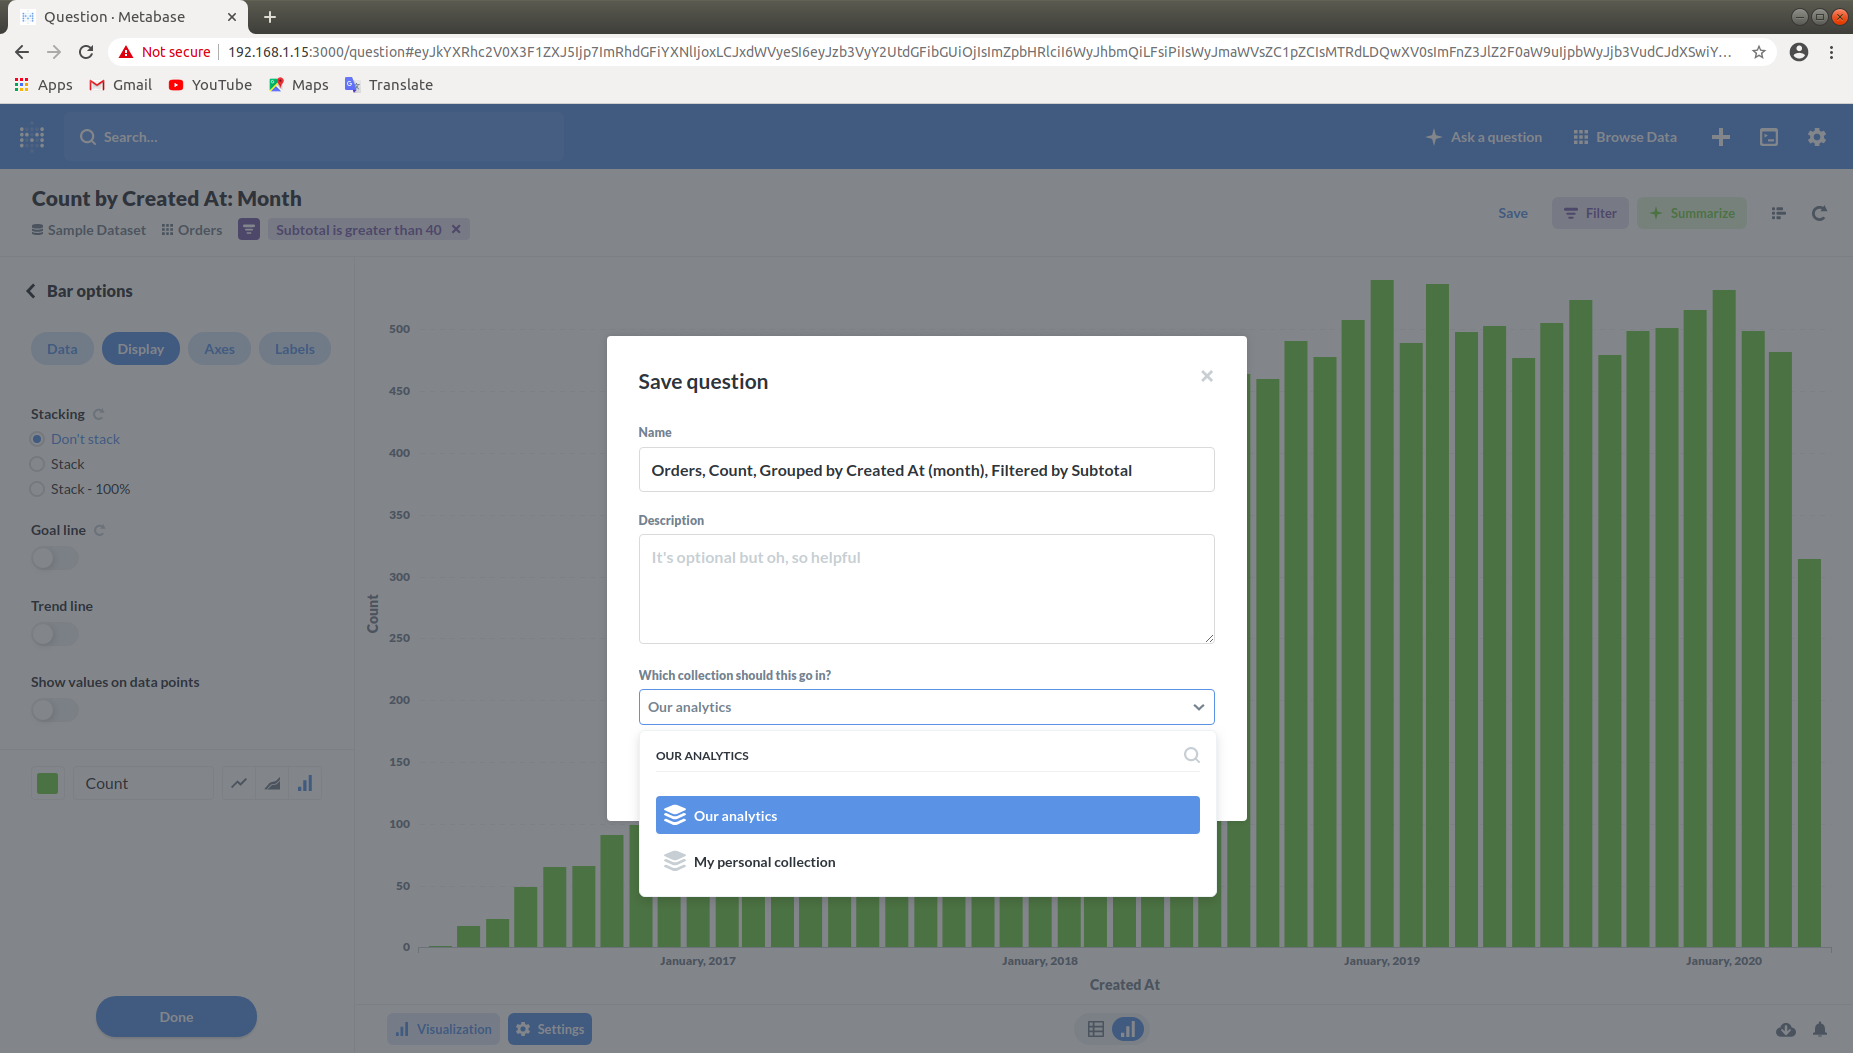 Question · Metabase
Not secure
192.168.1.15:3000/question#eyJkYXRhc2V0X3F1ZXJ5Ijp7ImRhdGFiYXNlIjoxLCJxdWVyeSI6eyJzb3VyY2UtdGFibGUiOjIsImZpbHRlciI6WyJhbmQiLFsiPiIsWyJmaWVsZC1pZCIsMTRdLDQwXV0sImFnZ3JlZ2F0aW9uIjpbWyJjb3VudCJdXSwiY...
Apps
Gmail
YouTube
Maps
Translate
Search...
Ask a question
Browse Data
Count by Created At: Month
Sample Dataset
Orders
Subtotal is greater than 40
Save
Filter
Summarize
Bar options
Data
Display
Axes
Labels
Stacking
Don't stack
Stack
Stack - 100%
Goal line
Trend line
Show values on data points
Count
Done
500
450
400
350
300
250
200
150
100
50
0
Count
January, 2017
January, 2018
January, 2019
January, 2020
Created At
Save question
Name
Orders, Count, Grouped by Created At (month), Filtered by Subtotal
Description
It's optional but oh, so helpful
Which collection should this go in?
Our analytics
OUR ANALYTICS
Our analytics
My personal collection
Visualization
Settings